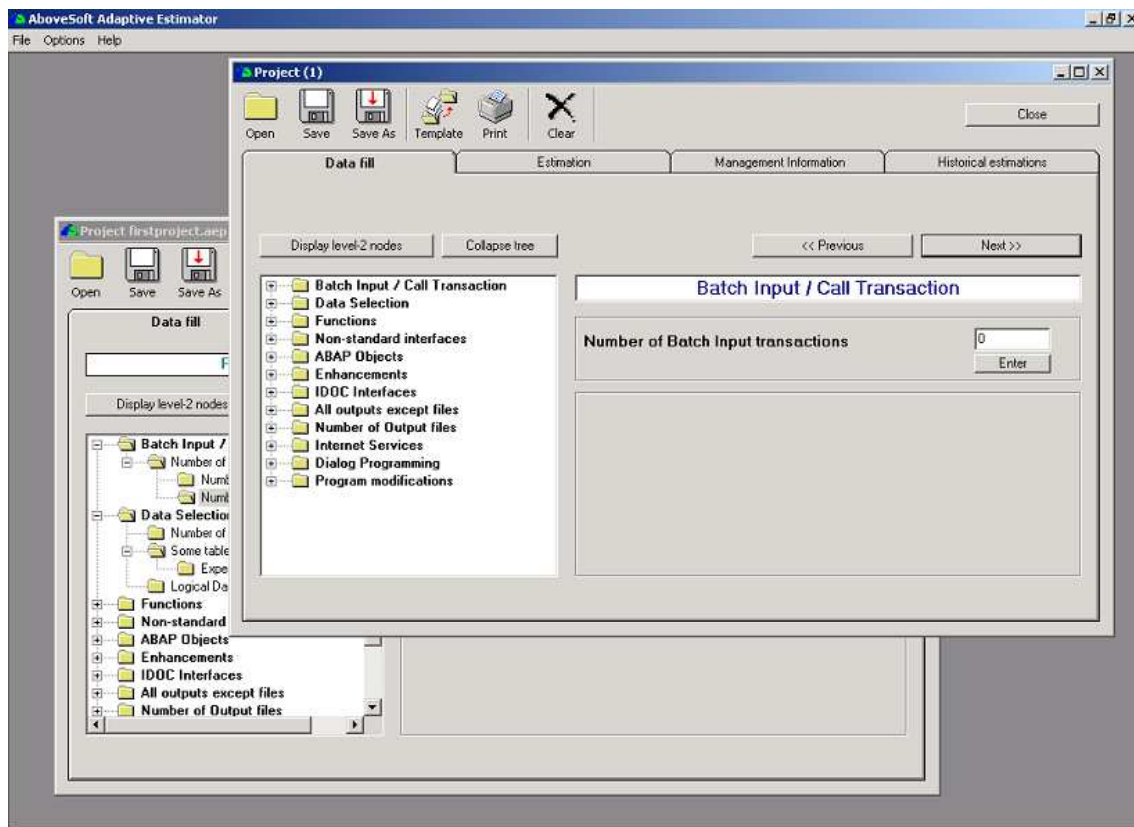 AboveSoft Adaptive Estimator
File Options Help
Project (1)
Open Save Save As Template Print Clear
Close
Data fill Estimation Management Information Historical estimations
Display level-2 nodes Collapse tree << Previous Next >>
Batch Input / Call Transaction
Data Selection
Functions
Non-standard interfaces
ABAP Objects
Enhancements
IDOC Interfaces
All outputs except files
Number of Output files
Internet Services
Dialog Programming
Program modifications
Batch Input / Call Transaction
Number of Batch Input transactions 0
Enter
Project firstproject.aep
Open Save Save As
Data fill
F
Display level-2 nodes
Batch Input /
Number of
Numb
Numb
Data Selection
Number of
Some table
Expe
Logical Da
Functions
Non-standard
ABAP Objects
Enhancements
IDOC Interfaces
All outputs except files
Number of Output files